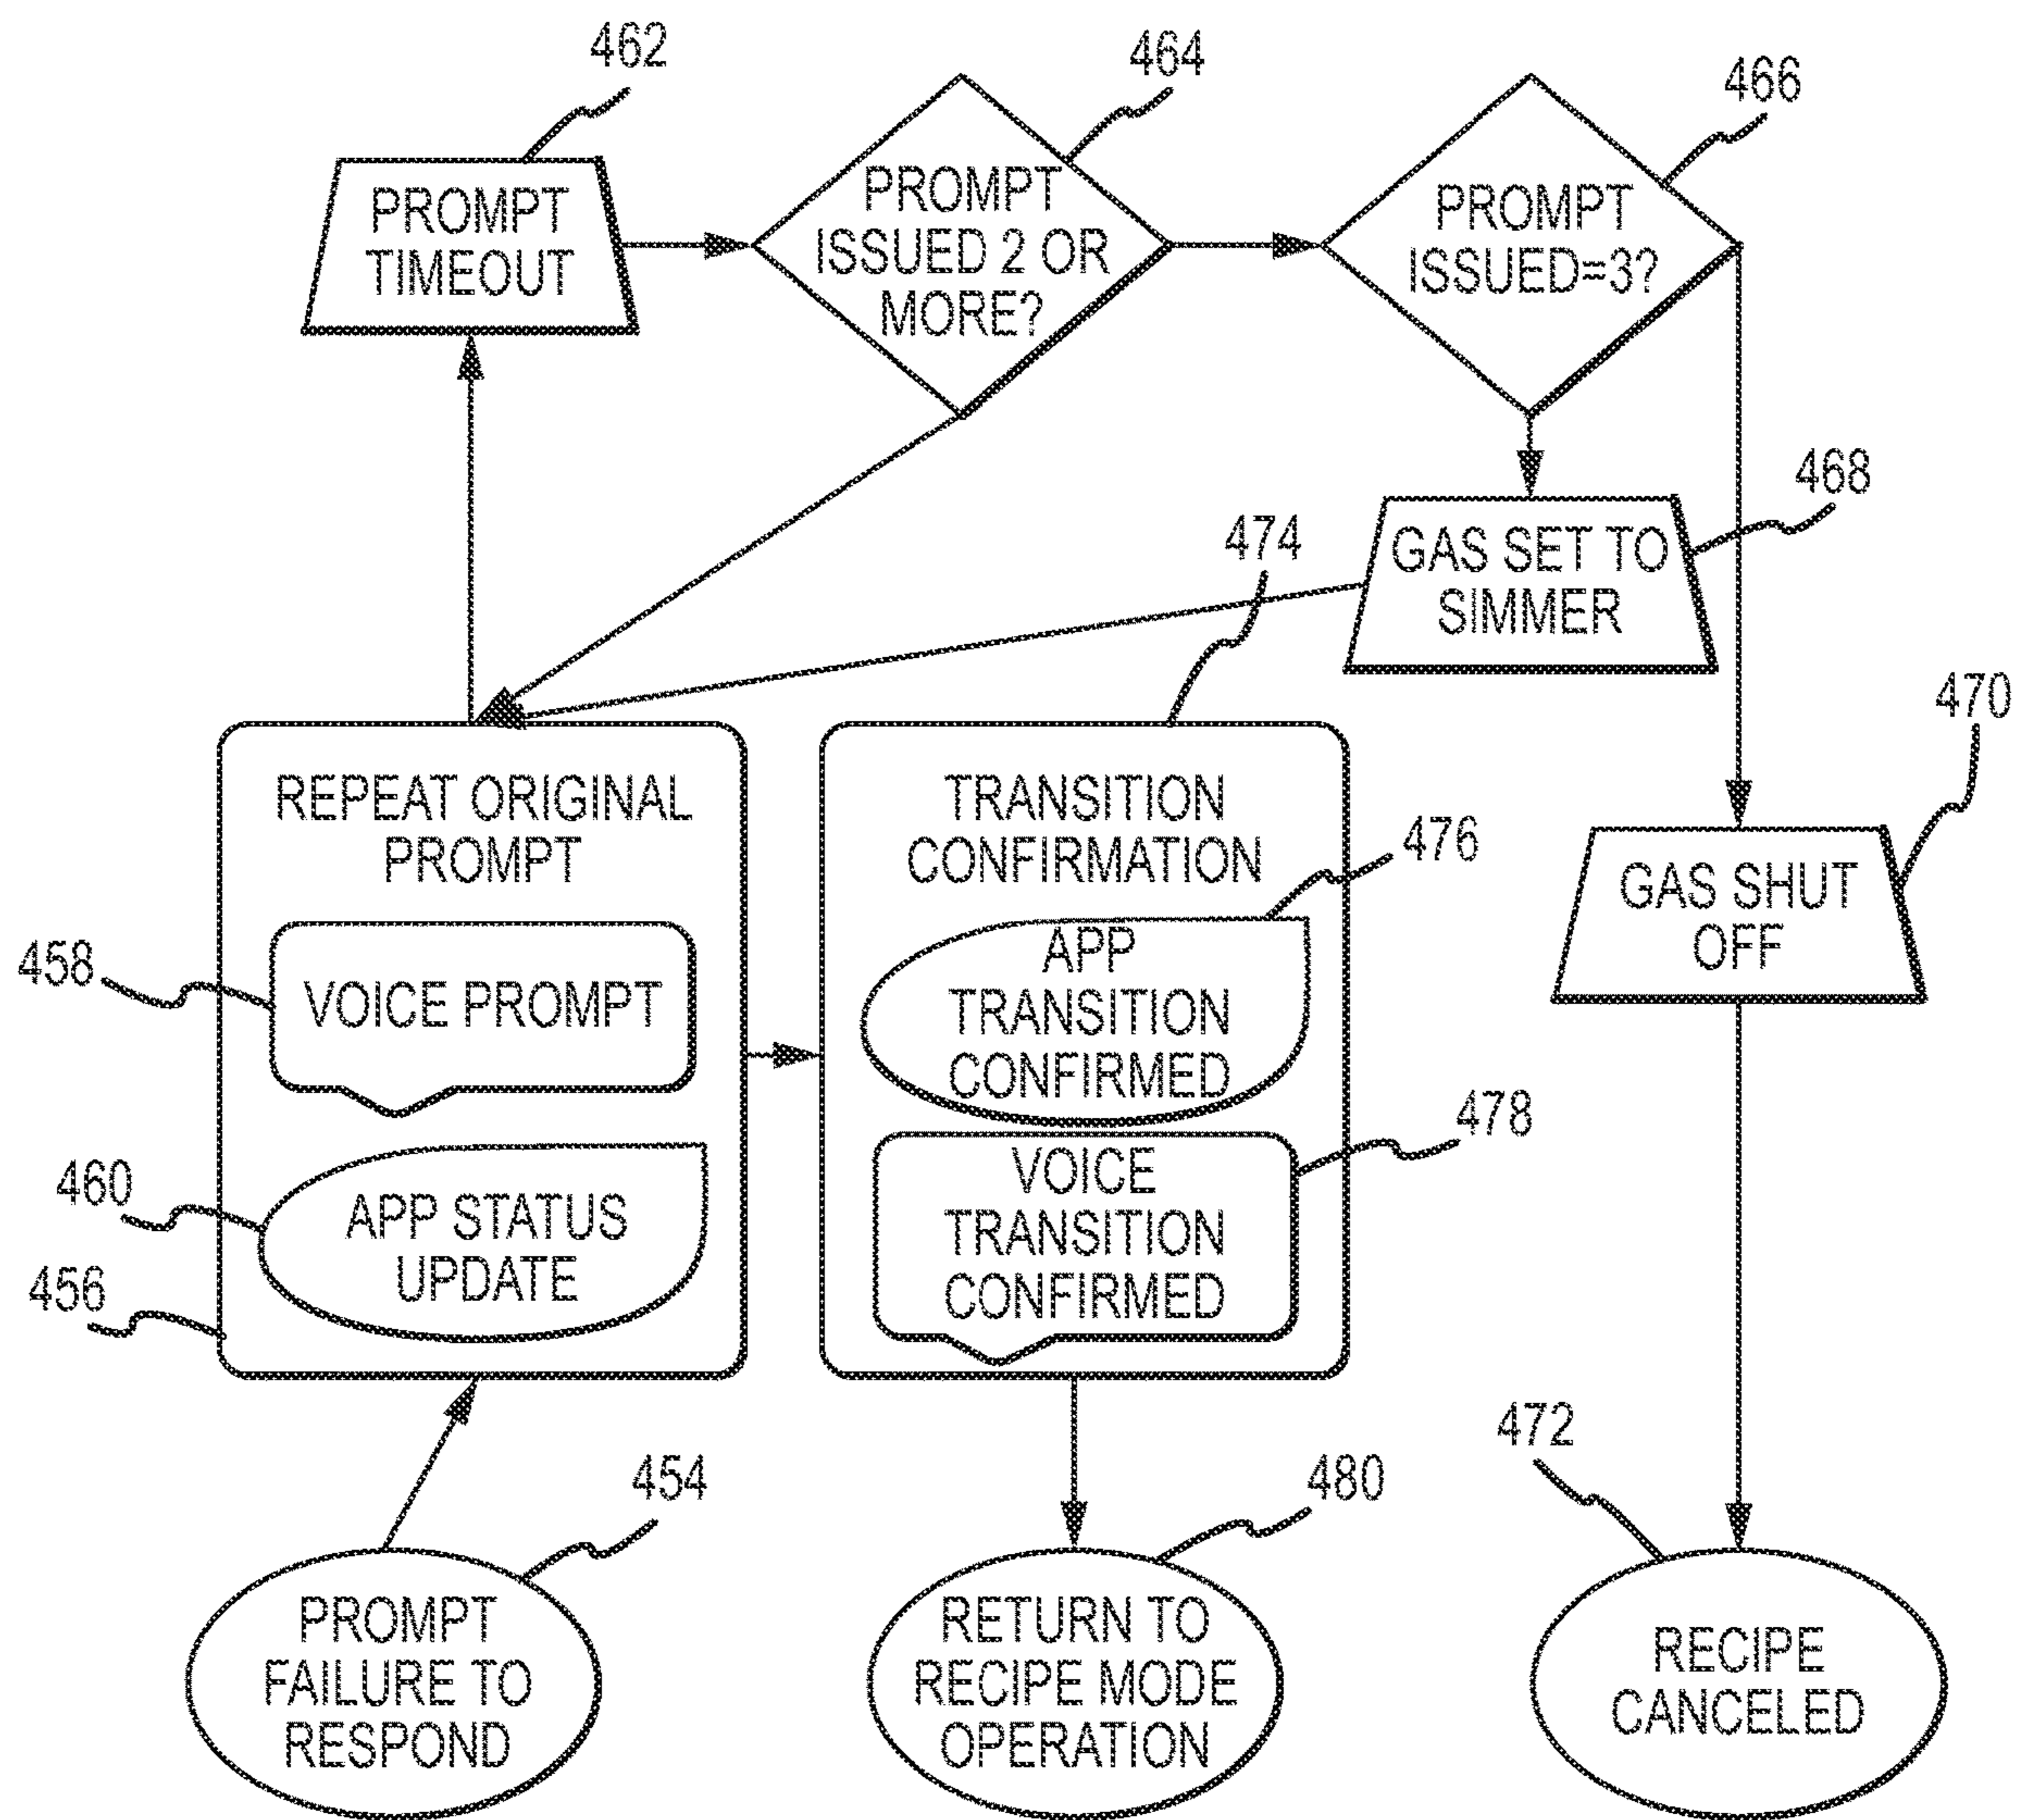 462
464
466
PROMPT
TIMEOUT
PROMPT
ISSUED 2 OR
MORE?
PROMPT
ISSUED=3?
468
GAS SET TO
SIMMER
474
470
REPEAT ORIGINAL
PROMPT
458
VOICE PROMPT
460
APP STATUS
UPDATE
456
TRANSITION
CONFIRMATION
476
APP
TRANSITION
CONFIRMED
478
VOICE
TRANSITION
CONFIRMED
GAS SHUT
OFF
454
PROMPT
FAILURE TO
RESPOND
480
RETURN TO
RECIPE MODE
OPERATION
472
RECIPE
CANCELED